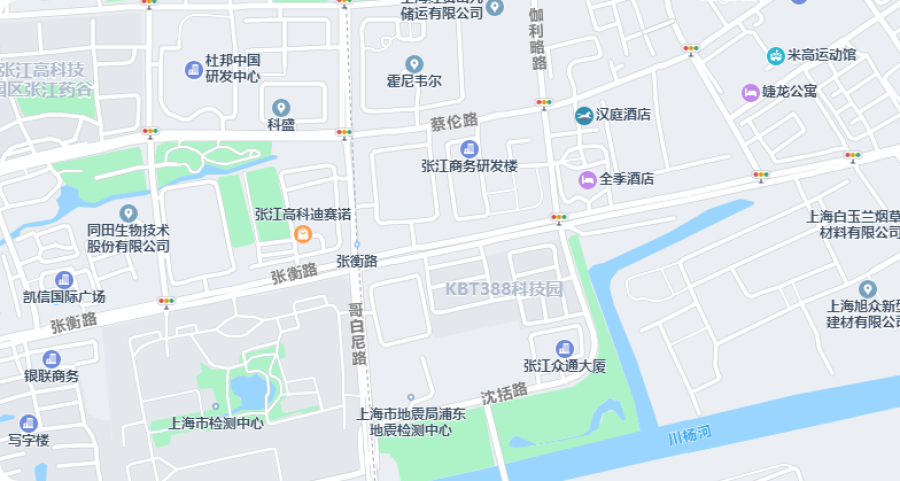 储运有限公司
伽利略路
杜邦中国
研发中心
米高运动馆
张江高科技
园区张江药谷
霍尼韦尔
婕龙公寓
科盛
蔡伦路
汉庭酒店
张江商务研发楼
全季酒店
张江高科迪赛诺
同田生物技术
股份有限公司
上海白玉兰烟草
材料有限公司
张衡路
张衡路
凯信国际广场
KBT388科技园
哥白尼路
上海旭众新型
建材有限公司
张衡路
张江众通大厦
银联商务
沈括路
上海市检测中心
上海市地震局浦东
地震检测中心
写字楼
川杨河